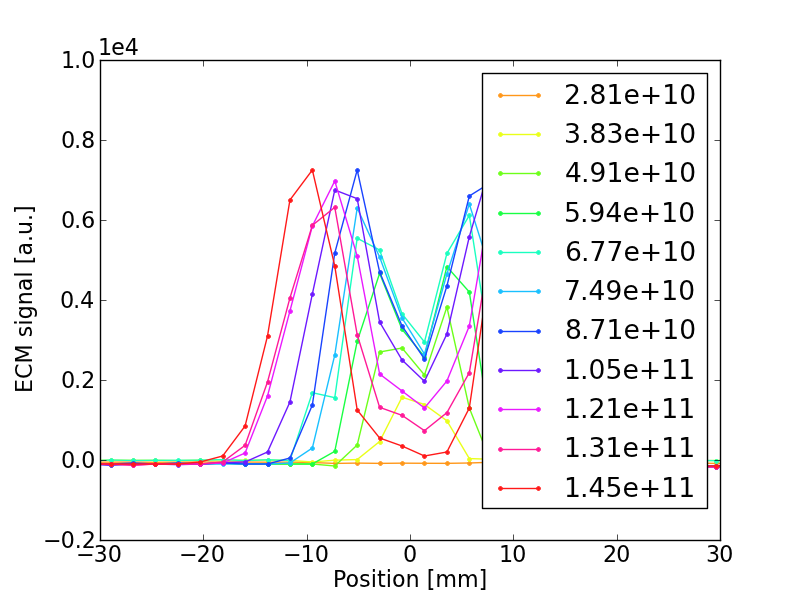 1e4
1.0
0.8
0.6
0.4
0.2
0.0
−0.2
ECM signal [a.u.]
2.81e+10
3.83e+10
4.91e+10
5.94e+10
6.77e+10
7.49e+10
8.71e+10
1.05e+11
1.21e+11
1.31e+11
1.45e+11
−30 −20 −10 0 10 20 30
Position [mm]